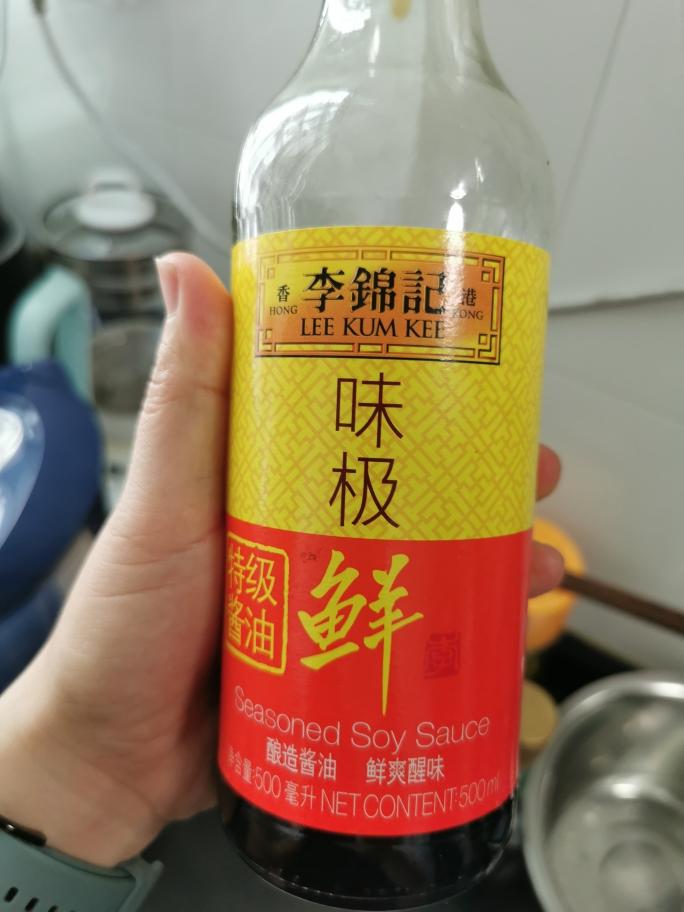 香 李錦記 港
HONG LEE KUM KEE KONG
味
极
鲜
特级
酱油
Seasoned Soy Sauce
酿造酱油 鲜爽醒味
净含量:500毫升 NET CONTENT:500ml